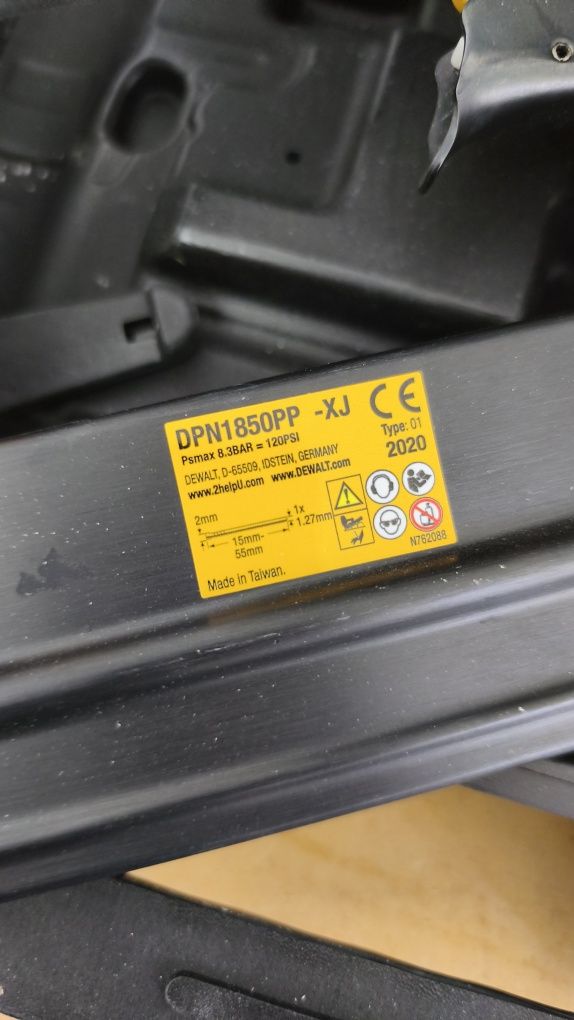 DPN1850PP -XJ CE
Psmax 8.3BAR = 120PSI
Type: 01
DEWALT, D-65509, IDSTEIN, GERMANY
2020
www.2helpU.com www.DEWALT.com
2mm
1x
1.27mm
15mm-
55mm
N762088
Made in Taiwan.